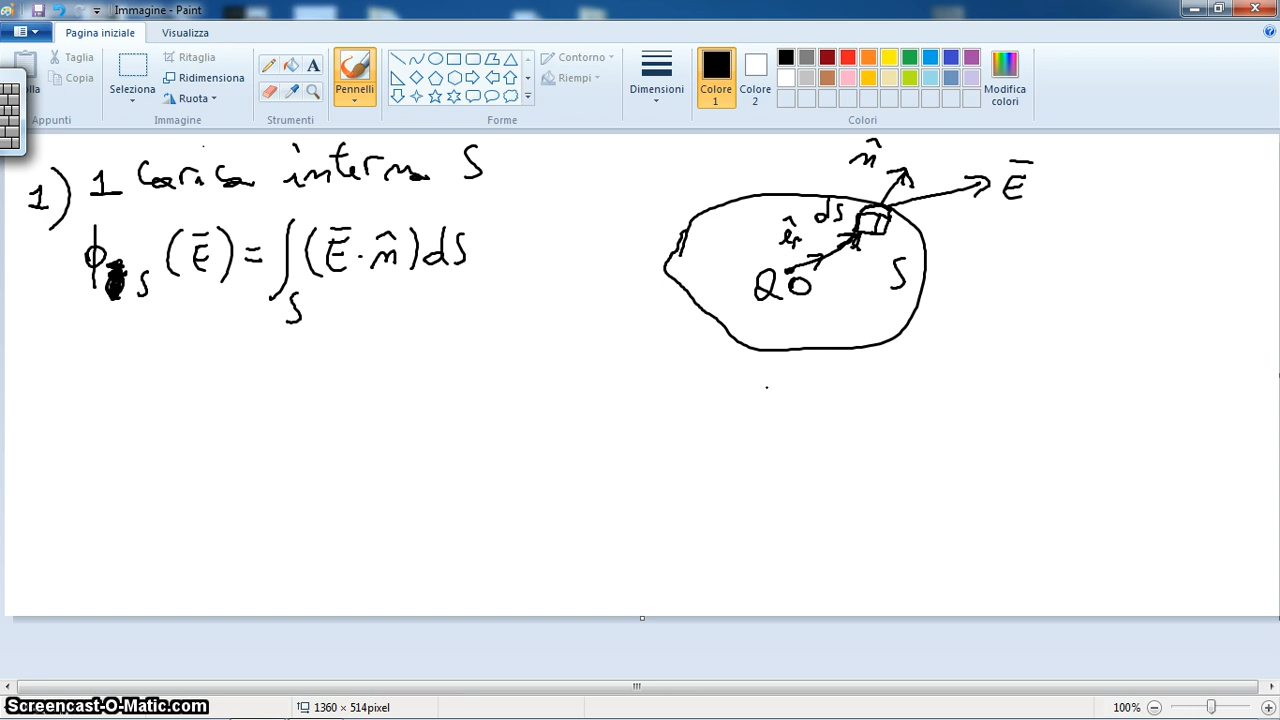 Immagine - Paint
Pagina iniziale
Visualizza
Taglia
Copia
Appunti
Seleziona
Ritaglia
Ridimensiona
Ruota
Immagine
A
Strumenti
Pennelli
Forme
Contorno
Riempi
Dimensioni
Colore 1
Colore 2
Modifica colori
Colori
1) 1 carica interna S
ϕ_S (E̅) = ∫_S (E̅ · n̂) dS
n̂
E̅
dS
êᵣ
Q O
S
Screencast-O-Matic.com
1360 × 514pixel
100%